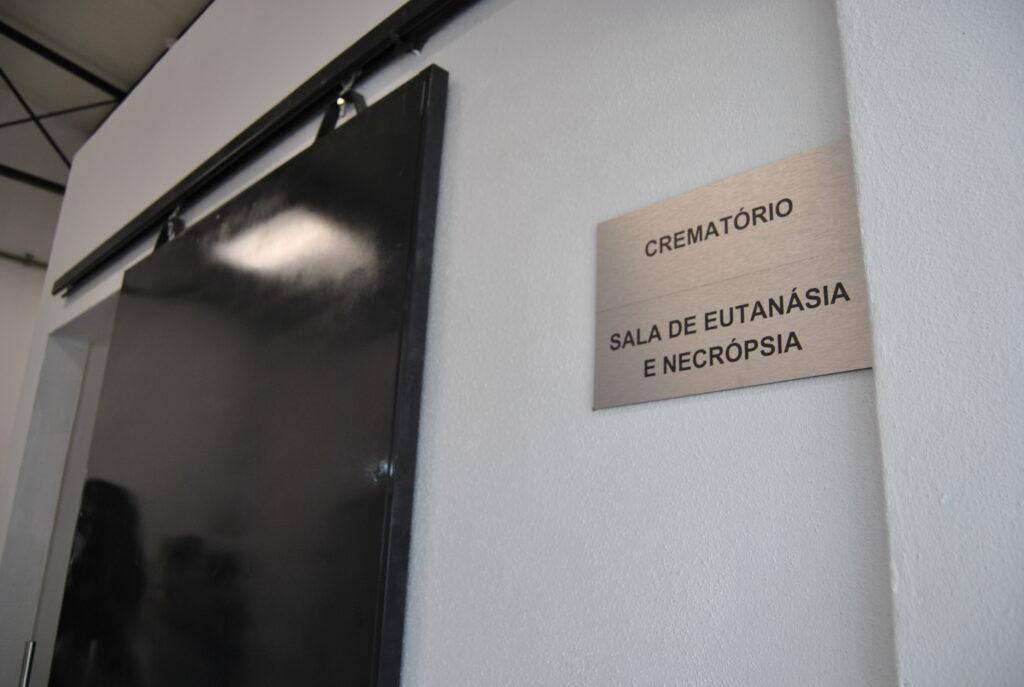 CREMATÓRIO
SALA DE EUTANÁSIA
E NECRÓPSIA